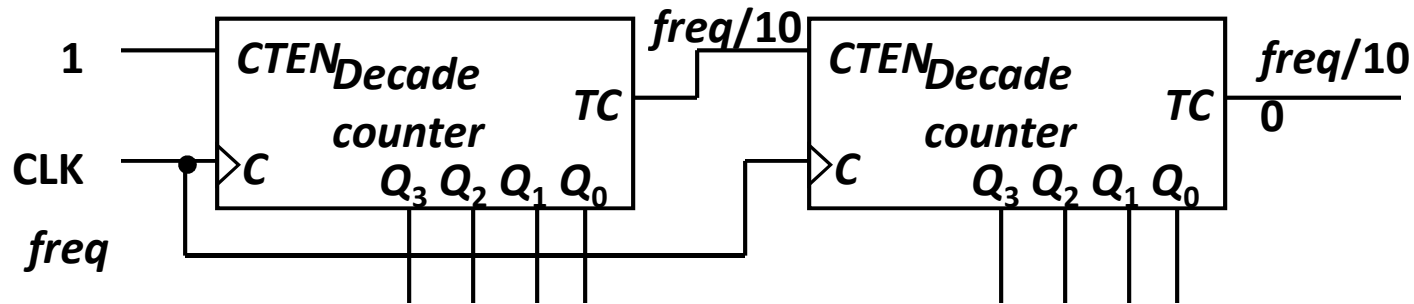 freq/10
freq/10
0
1
CTEN
Decade
counter
TC
C
Q3 Q2 Q1 Q0
CTEN
Decade
counter
TC
C
Q3 Q2 Q1 Q0
CLK
freq